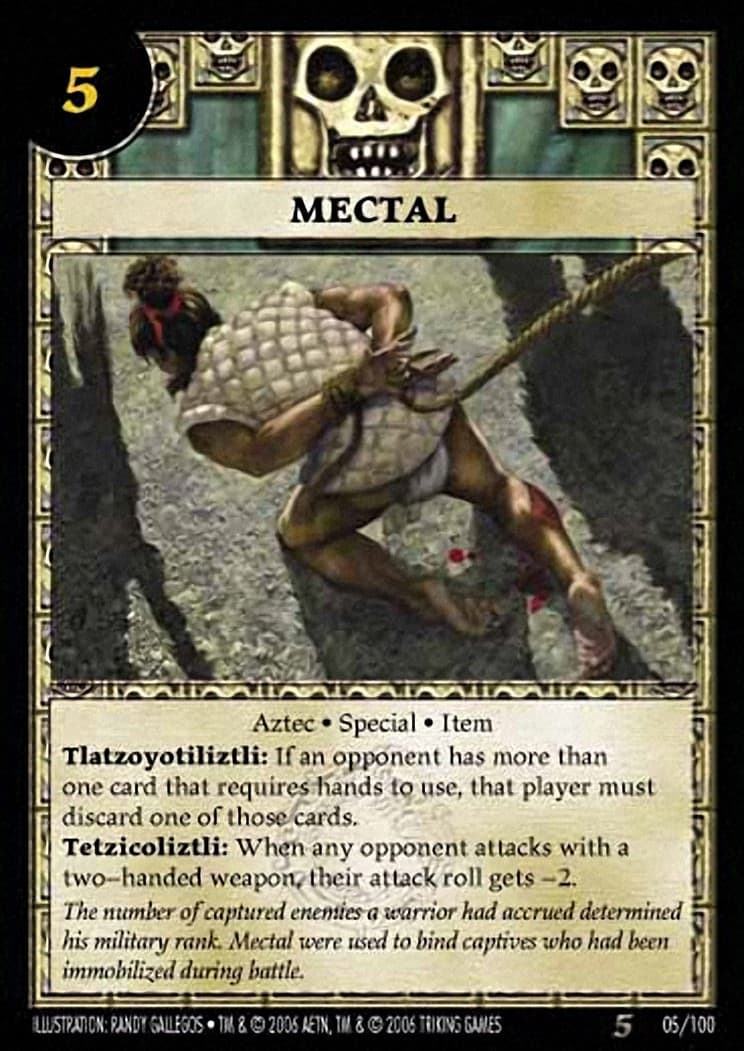 5
MECTAL
Aztec • Special • Item
Tlatzoyotiliztli: If an opponent has more than
one card that requires hands to use, that player must
discard one of those cards.
Tetzicoliztli: When any opponent attacks with a
two-handed weapon, their attack roll gets –2.
The number of captured enemies a warrior had accrued determined
his military rank. Mectal were used to bind captives who had been
immobilized during battle.
ILLUSTRATION: RANDY GALLEGOS • TM & © 2006 AETN, TM & © 2006 TRIKING GAMES 5 05/100